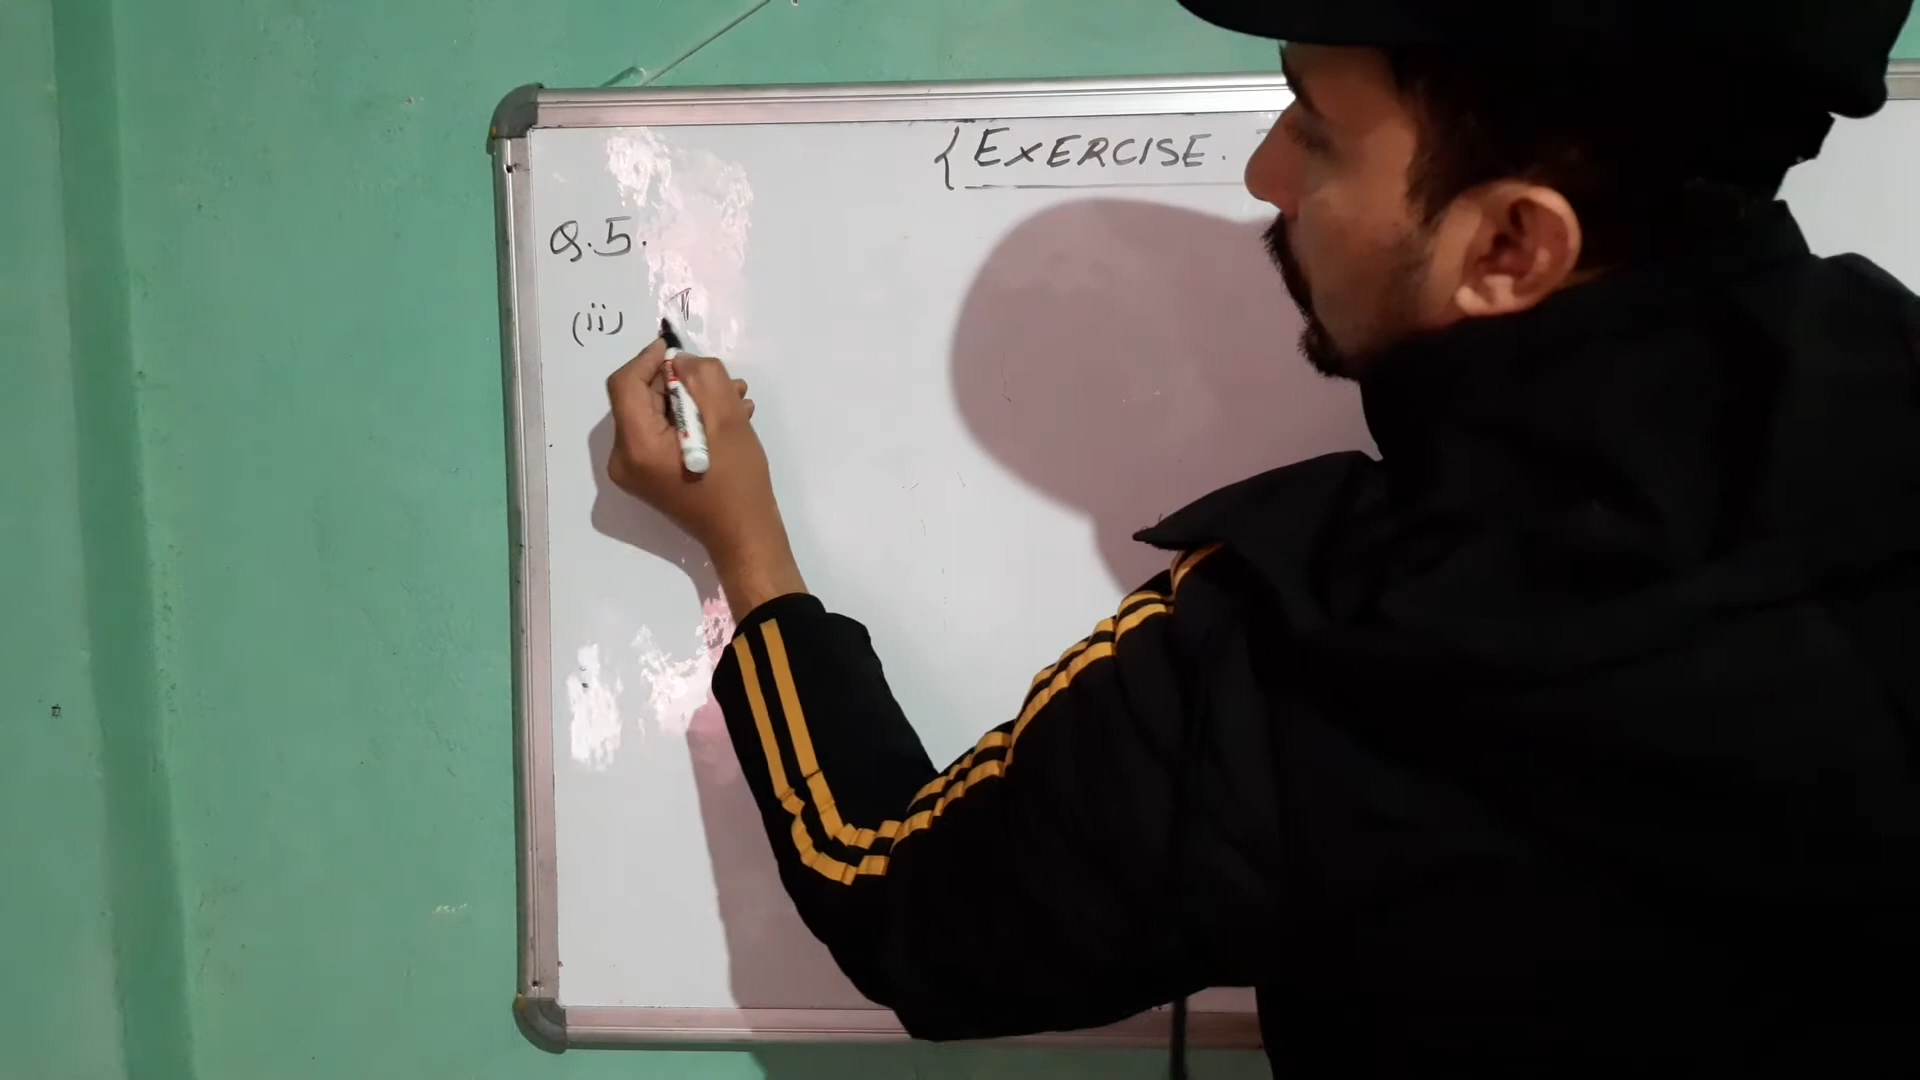 { EXERCISE.
Q.5.
(ii) π